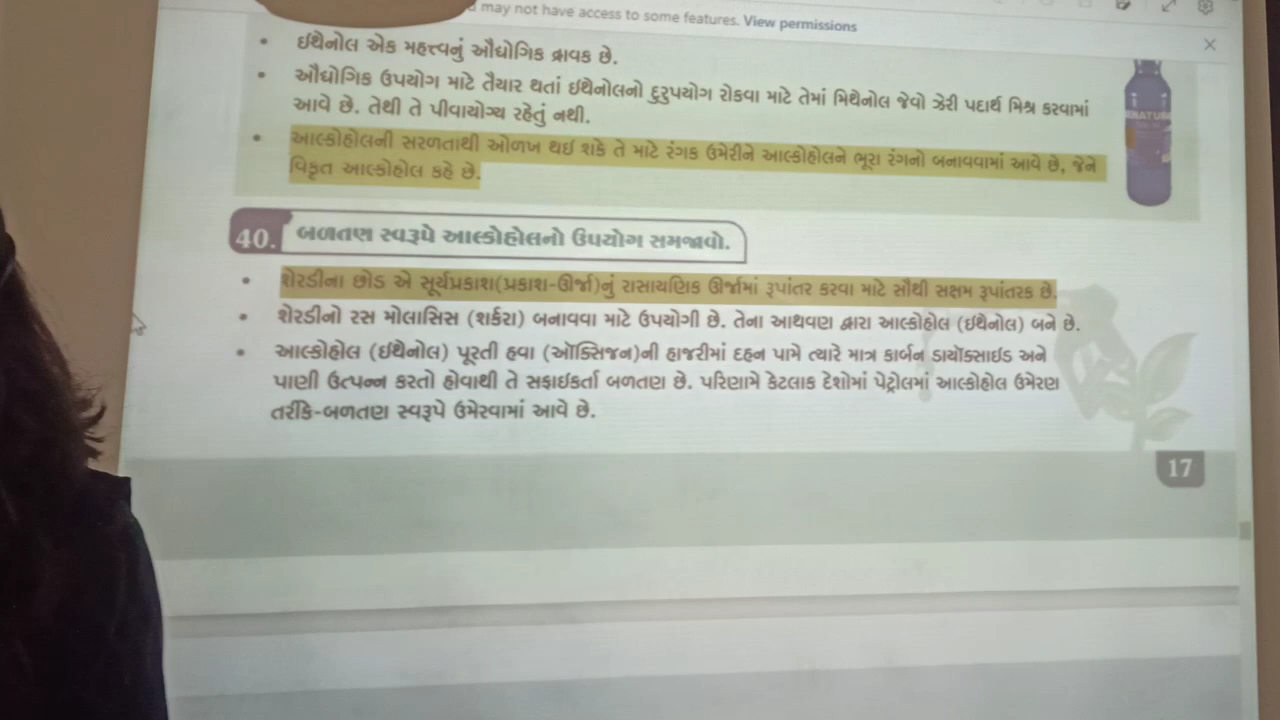 may not have access to some features. View permissions
• ઈથેનોલ એક મહત્ત્વનું ઔદ્યોગિક દ્રાવક છે.
• ઔદ્યોગિક ઉપયોગ માટે તૈયાર થતાં ઈથેનોલનો દુરુપયોગ રોકવા માટે તેમાં મિથેનોલ જેવો ઝેરી પદાર્થ મિશ્ર કરવામાં
આવે છે. તેથી તે પીવાયોગ્ય રહેતું નથી.
• આલ્કોહોલની સરળતાથી ઓળખ થઈ શકે તે માટે રંગક ઉમેરીને આલ્કોહોલને ભૂરા રંગનો બનાવવામાં આવે છે, જેને
વિકૃત આલ્કોહોલ કહે છે.
40. બળતણ સ્વરૂપે આલ્કોહોલનો ઉપયોગ સમજાવો.
• શેરડીના છોડ એ સૂર્યપ્રકાશ(પ્રકાશ-ઊર્જા)નું રાસાયણિક ઊર્જામાં રૂપાંતર કરવા માટે સૌથી સક્ષમ રૂપાંતરક છે.
• શેરડીનો રસ મોલાસિસ (શર્કરા) બનાવવા માટે ઉપયોગી છે. તેના આથવણ દ્વારા આલ્કોહોલ (ઈથેનોલ) બને છે.
• આલ્કોહોલ (ઈથેનોલ) પૂરતી હવા (ઑક્સિજન)ની હાજરીમાં દહન પામે ત્યારે માત્ર કાર્બન ડાયૉક્સાઈડ અને
પાણી ઉત્પન્ન કરતો હોવાથી તે સફાઈકર્તા બળતણ છે. પરિણામે કેટલાક દેશોમાં પેટ્રોલમાં આલ્કોહોલ ઉમેરણ
તરીકે-બળતણ સ્વરૂપે ઉમેરવામાં આવે છે.
17